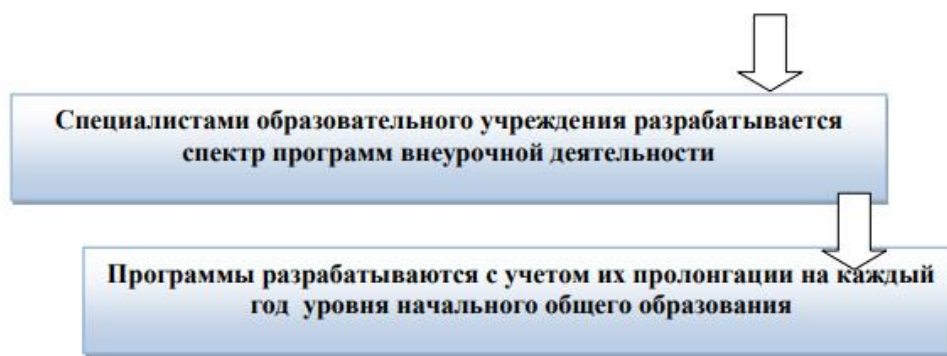 Специалистами образовательного учреждения разрабатывается
спектр программ внеурочной деятельности
Программы разрабатываются с учетом их пролонгации на каждый
год уровня начального общего образования